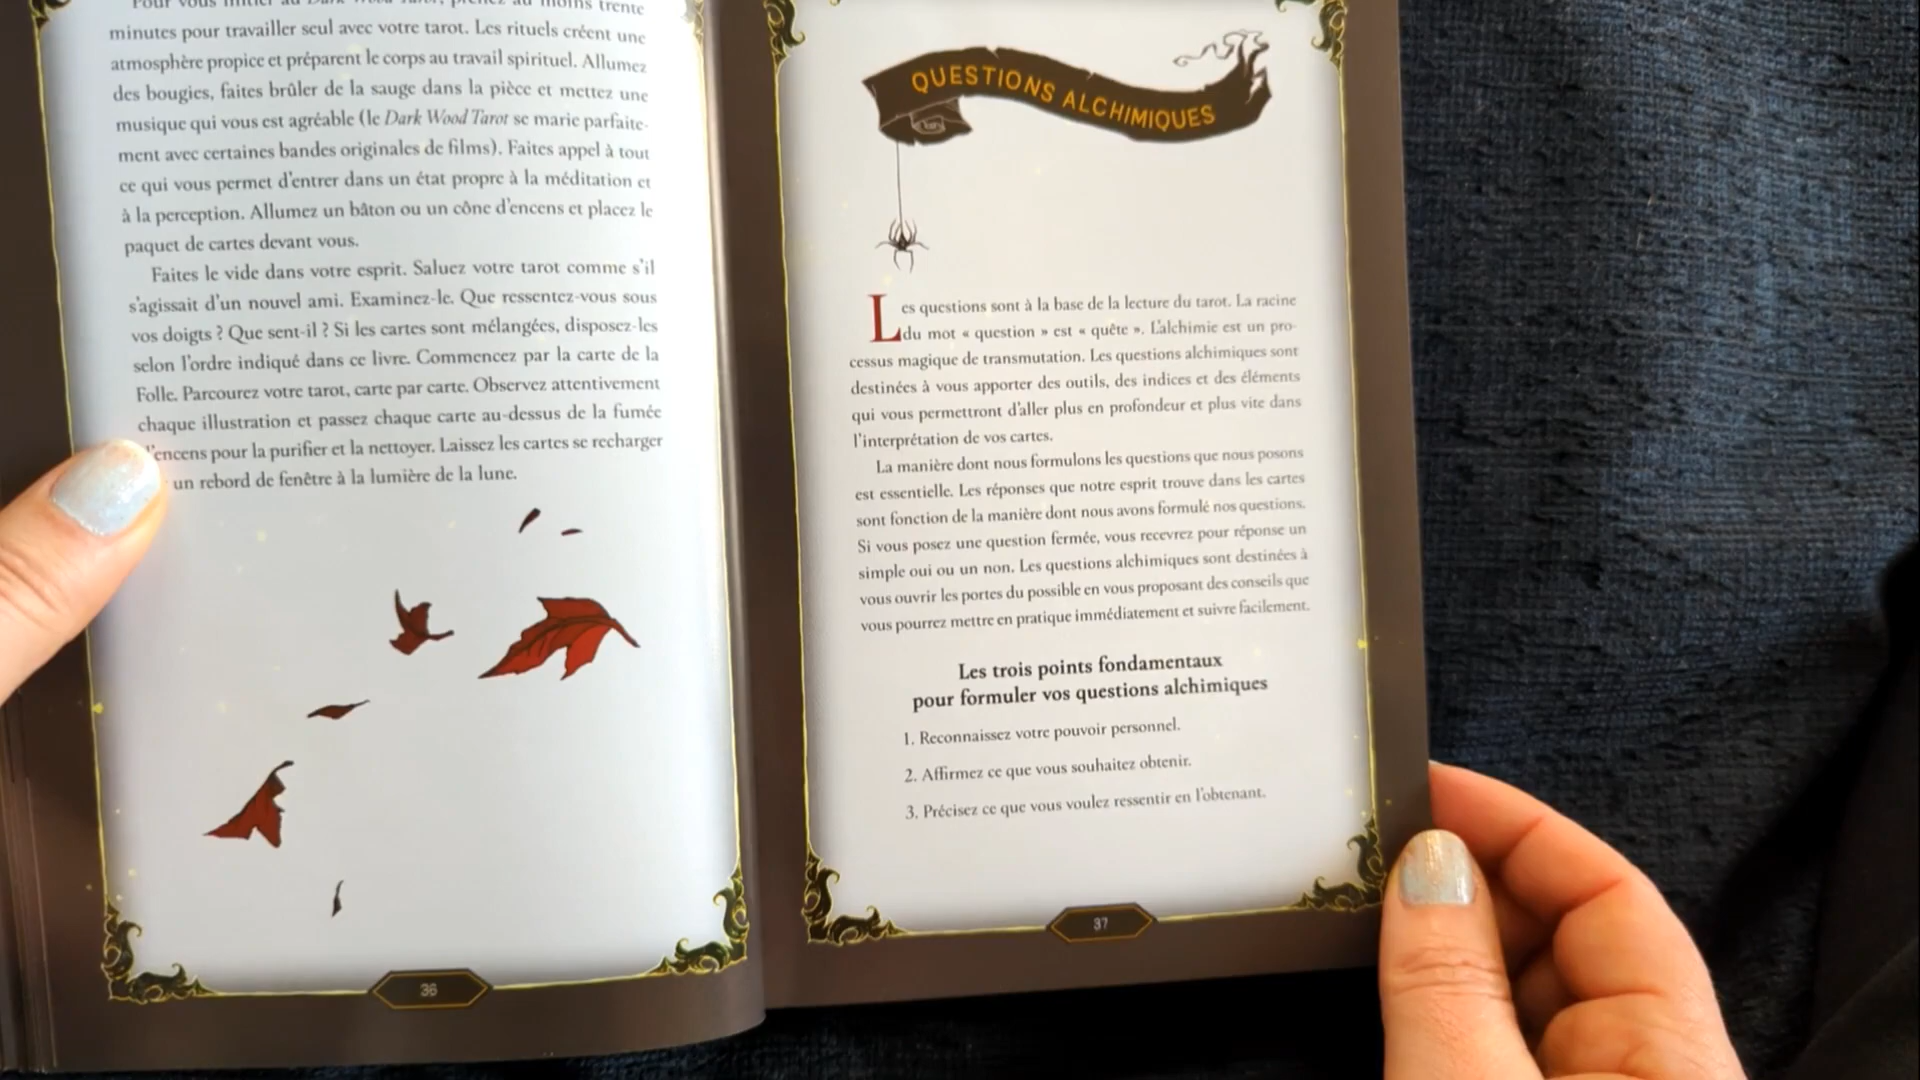 Pour vous initier au Dark Wood Tarot, prenez au moins trente
minutes pour travailler seul avec votre tarot. Les rituels créent une
atmosphère propice et préparent le corps au travail spirituel. Allumez
des bougies, faites brûler de la sauge dans la pièce et mettez une
musique qui vous est agréable (le Dark Wood Tarot se marie parfaite-
ment avec certaines bandes originales de films). Faites appel à tout
ce qui vous permet d'entrer dans un état propre à la méditation et
à la perception. Allumez un bâton ou un cône d'encens et placez le
paquet de cartes devant vous.
Faites le vide dans votre esprit. Saluez votre tarot comme s'il
s'agissait d'un nouvel ami. Examinez-le. Que ressentez-vous sous
vos doigts ? Que sent-il ? Si les cartes sont mélangées, disposez-les
selon l'ordre indiqué dans ce livre. Commencez par la carte de la
Folle. Parcourez votre tarot, carte par carte. Observez attentivement
chaque illustration et passez chaque carte au-dessus de la fumée
'encens pour la purifier et la nettoyer. Laissez les cartes se recharger
un rebord de fenêtre à la lumière de la lune.
36
QUESTIONS ALCHIMIQUES
Les questions sont à la base de la lecture du tarot. La racine
du mot « question » est « quête ». L'alchimie est un pro-
cessus magique de transmutation. Les questions alchimiques sont
destinées à vous apporter des outils, des indices et des éléments
qui vous permettront d'aller plus en profondeur et plus vite dans
l'interprétation de vos cartes.
La manière dont nous formulons les questions que nous posons
est essentielle. Les réponses que notre esprit trouve dans les cartes
sont fonction de la manière dont nous avons formulé nos questions.
Si vous posez une question fermée, vous recevrez pour réponse un
simple oui ou un non. Les questions alchimiques sont destinées à
vous ouvrir les portes du possible en vous proposant des conseils que
vous pourrez mettre en pratique immédiatement et suivre facilement.
Les trois points fondamentaux
pour formuler vos questions alchimiques
1. Reconnaissez votre pouvoir personnel.
2. Affirmez ce que vous souhaitez obtenir.
3. Précisez ce que vous voulez ressentir en l'obtenant.
37